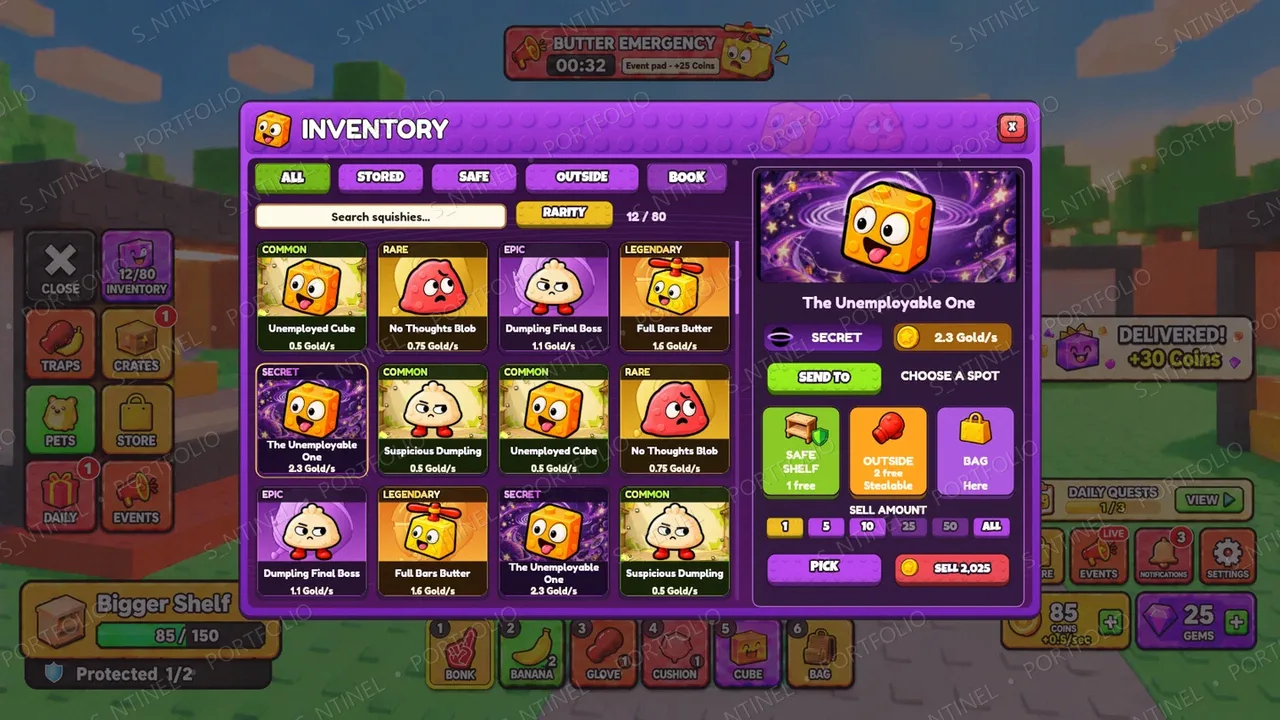 BUTTER EMERGENCY
00:32 Event pad - +25 Coins
INVENTORY
X
ALL STORED SAFE OUTSIDE BOOK
Search squishies... RARITY 12 / 80
COMMON
Unemployed Cube
0.5 Gold/s
RARE
No Thoughts Blob
0.75 Gold/s
EPIC
Dumpling Final Boss
1.1 Gold/s
LEGENDARY
Full Bars Butter
1.6 Gold/s
SECRET
The Unemployable
One
2.3 Gold/s
COMMON
Suspicious Dumpling
0.5 Gold/s
COMMON
Unemployed Cube
0.5 Gold/s
RARE
No Thoughts Blob
0.75 Gold/s
EPIC
Dumpling Final Boss
1.1 Gold/s
LEGENDARY
Full Bars Butter
1.6 Gold/s
SECRET
The Unemployable
One
2.3 Gold/s
COMMON
Suspicious Dumpling
0.5 Gold/s
The Unemployable One
SECRET 2.3 Gold/s
SEND TO CHOOSE A SPOT
SAFE
SHELF
1 free
OUTSIDE
2 free
Stealable
BAG
Here
SELL AMOUNT
1 5 10 25 50 ALL
PICK SELL 2,025
CLOSE
12/80
INVENTORY
TRAPS
1
CRATES
PETS
STORE
1
DAILY
EVENTS
Bigger Shelf
85 / 150
Protected 1/2
1
BONK
2
BANANA
2
3
GLOVE
1
4
CUSHION
1
5
CUBE
6
BAG
DELIVERED!
+30 Coins
DAILY QUESTS
1/3
VIEW
RE
LIVE
EVENTS
3
NOTIFICATIONS
SETTINGS
85
COINS
+0.5/sec
25
GEMS
S_NTINEL • PORTFOLIO